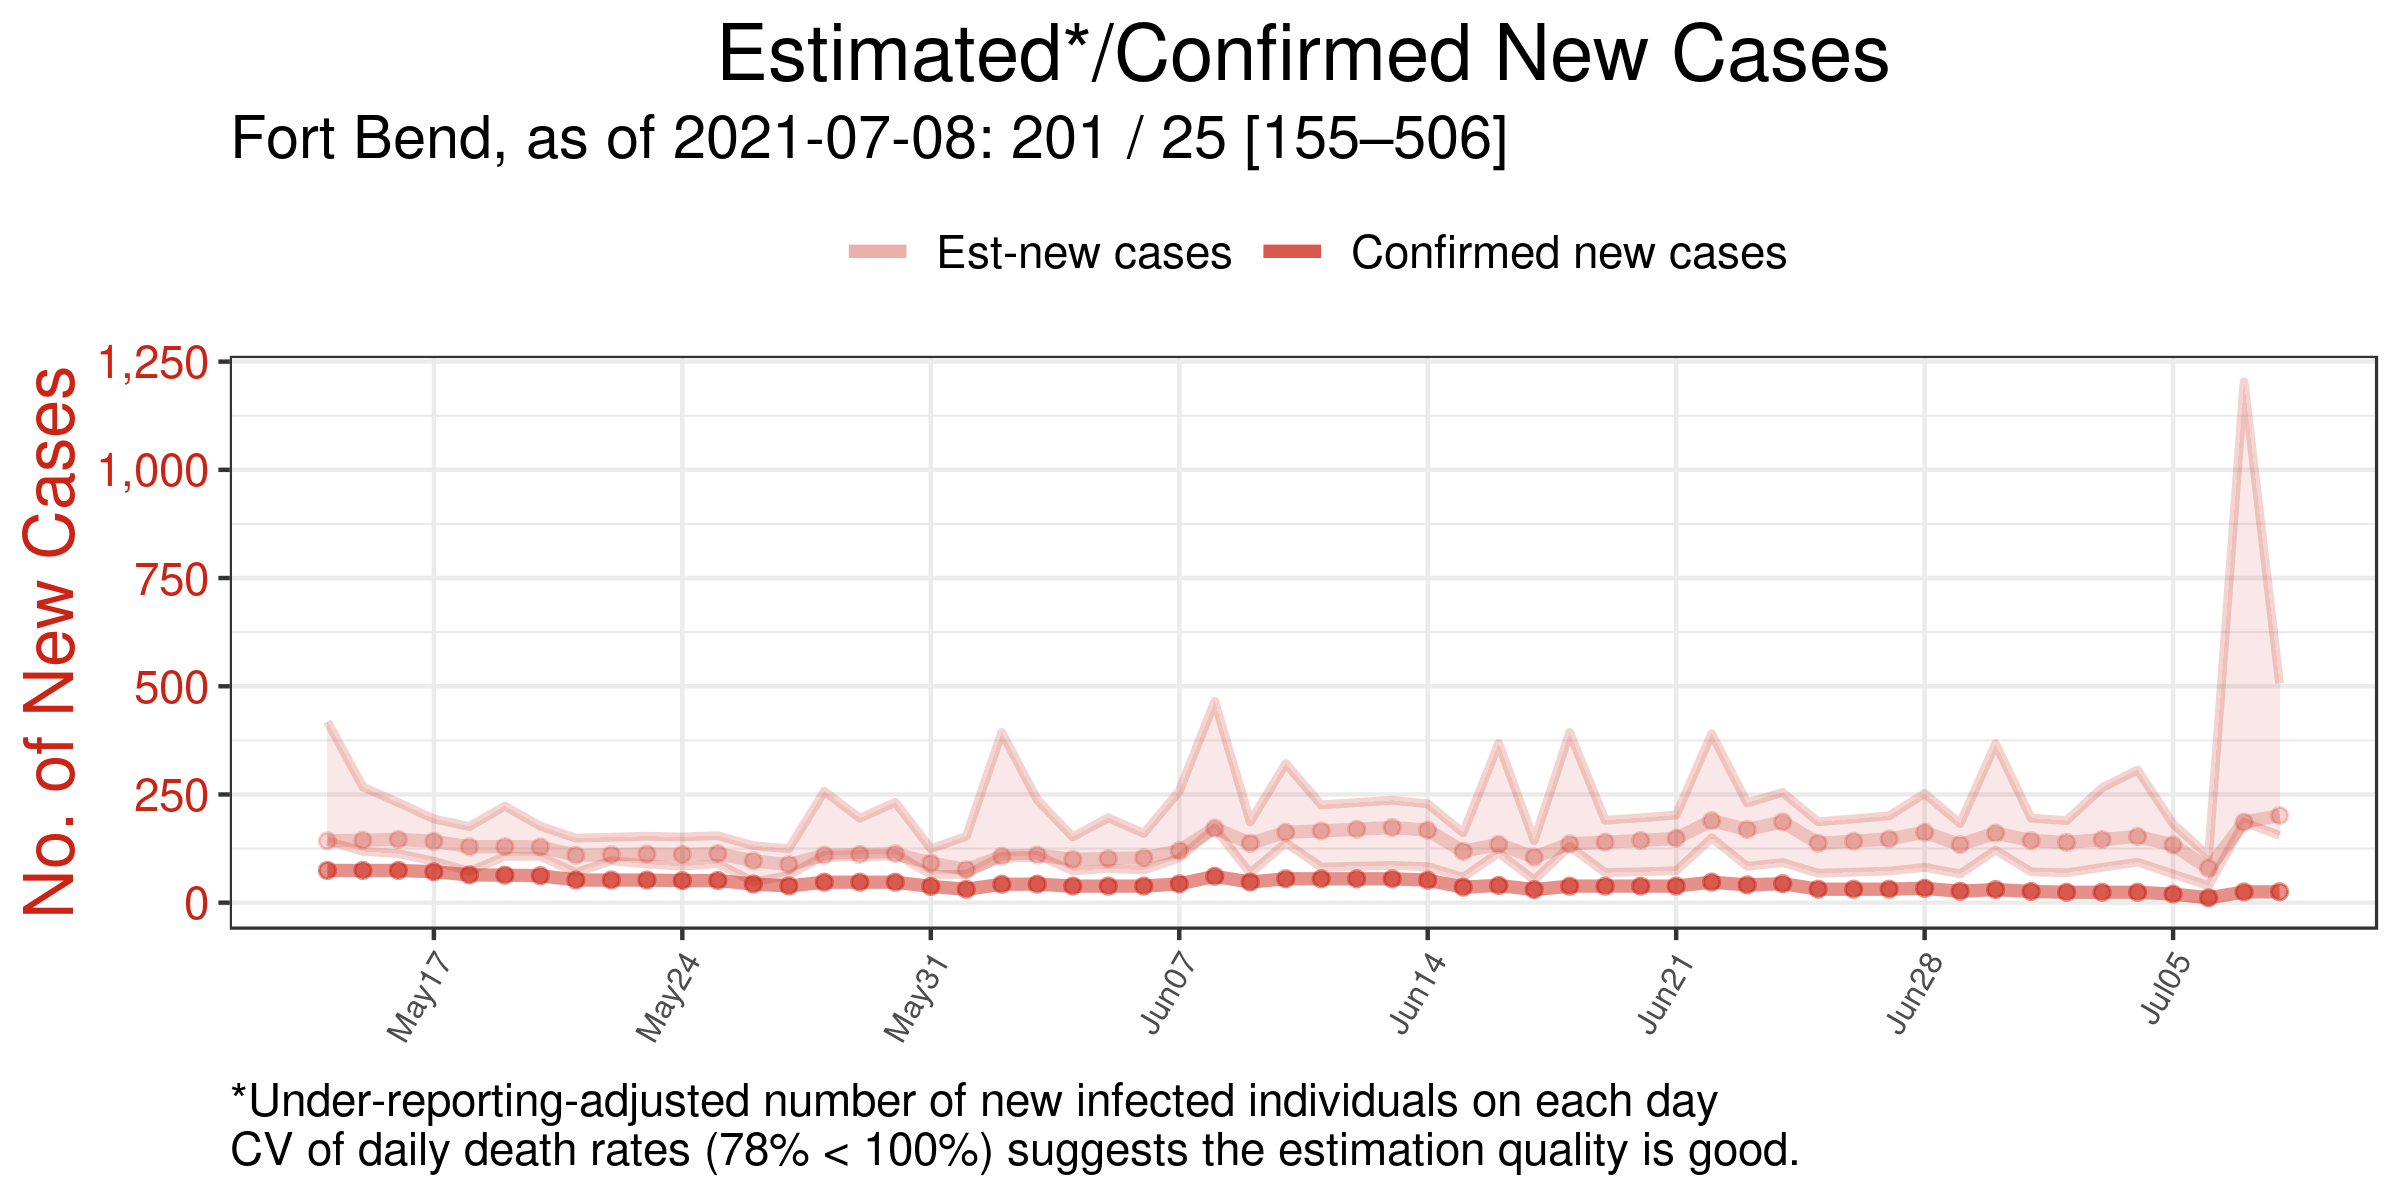 Estimated*/Confirmed New Cases
Fort Bend, as of 2021-07-08: 201 / 25 [155–506]
Est-new cases
Confirmed new cases
No. of New Cases
1,250
1,000
750
500
250
0
May17
May24
May31
Jun07
Jun14
Jun21
Jun28
Jul05
*Under-reporting-adjusted number of new infected individuals on each day
CV of daily death rates (78% < 100%) suggests the estimation quality is good.